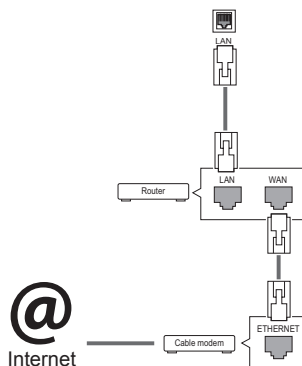 LAN
LAN WAN
Router
ETHERNET
Cable modem
@
Internet